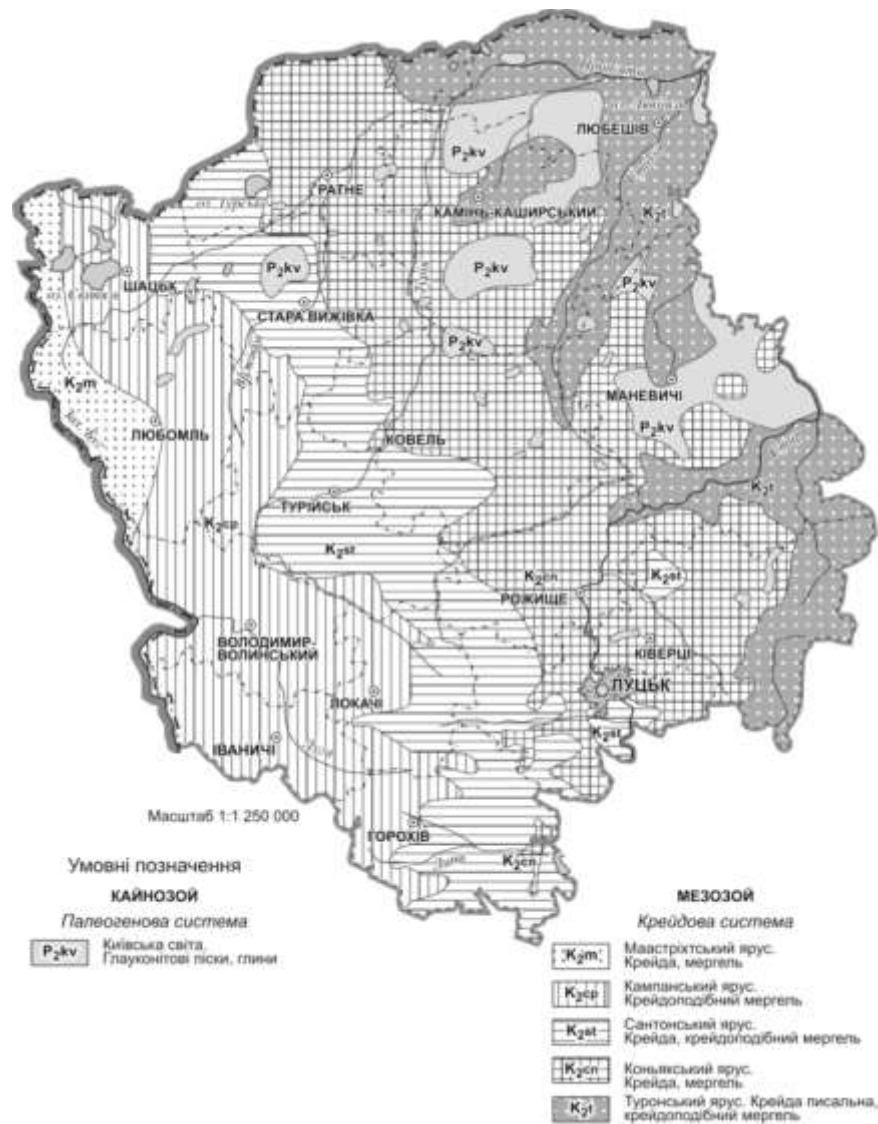 ЛЮБЕШІВ
P₂kv
РАТНЕ
КАМІНЬ-КАШИРСЬКИЙ
K₂t
P₂kv
P₂kv
P₂kv
ШАЦЬК
СТАРА ВИЖІВКА
P₂kv
K₂m
МАНЕВИЧІ
P₂kv
ЛЮБОМЛЬ
КОВЕЛЬ
ТУРІЙСЬК
K₂t
K₂cp
K₂st
K₂cn
K₂st
РОЖИЩЕ
ВОЛОДИМИР-
ВОЛИНСЬКИЙ
КІВЕРЦІ
ЛУЦЬК
ЛОКАЧІ
K₂st
ІВАНИЧІ
Масштаб 1:1 250 000
ГОРОХІВ
K₂cn
Умовні позначення
КАЙНОЗОЙ
Палеогенова система
P₂kv Київська світа.
Глауконітові піски, глини
МЕЗОЗОЙ
Крейдова система
K₂m Маастріхтський ярус.
Крейда, мергель
K₂cp Кампанський ярус.
Крейдоподібний мергель
K₂st Сантонський ярус.
Крейда, крейдоподібний мергель
K₂cn Коньякський ярус.
Крейда, мергель
K₂t Туронський ярус. Крейда писальна,
крейдоподібний мергель